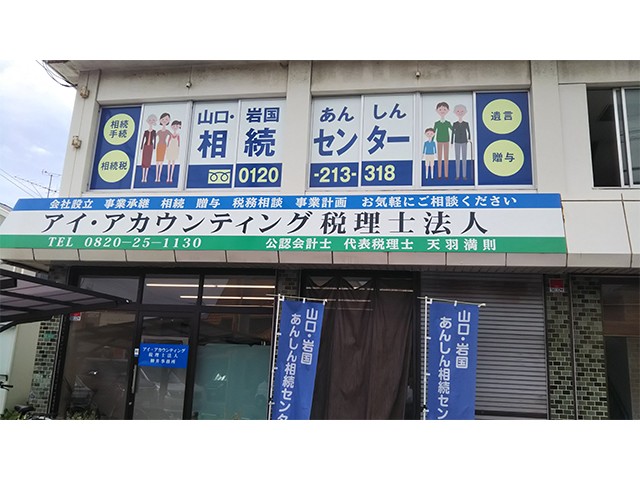 相続
手続
相続税
山口・岩国
相続
0120
あんしん
センター
-213-318
遺言
贈与
会社設立 事業承継 相続 贈与 税務相談 事業計画 お気軽にご相談ください
アイ・アカウンティング税理士法人
TEL 0820-25-1130
公認会計士 代表税理士 天羽満則
アイ・アカウンティング
税理士法人
柳井事務所
山口・岩国
あんしん相続センタ
山口・岩国
あんしん相続センタ